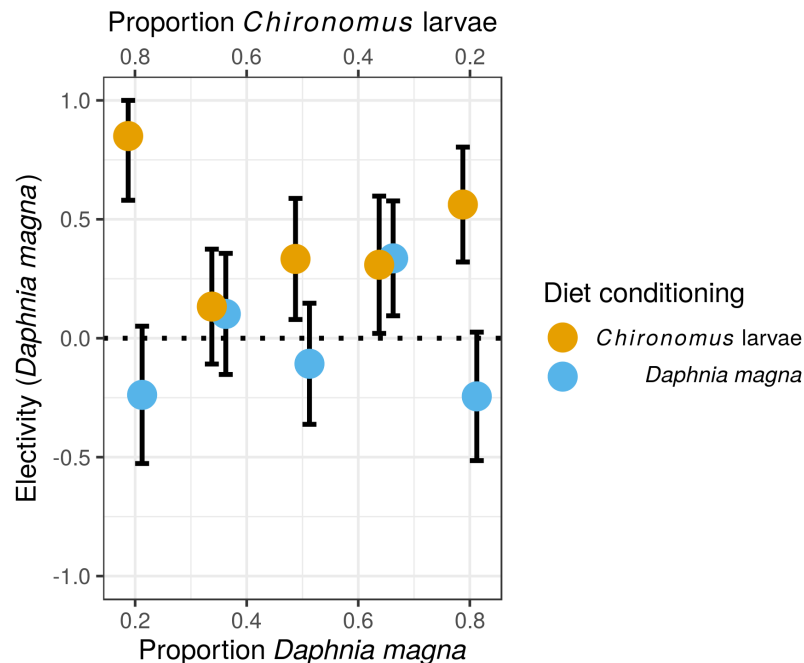 Proportion Chironomus larvae
0.8 0.6 0.4 0.2
Electivity (Daphnia magna)
1.0
0.5
0.0
-0.5
-1.0
0.2 0.4 0.6 0.8
Proportion Daphnia magna
Diet conditioning
Chironomus larvae
Daphnia magna